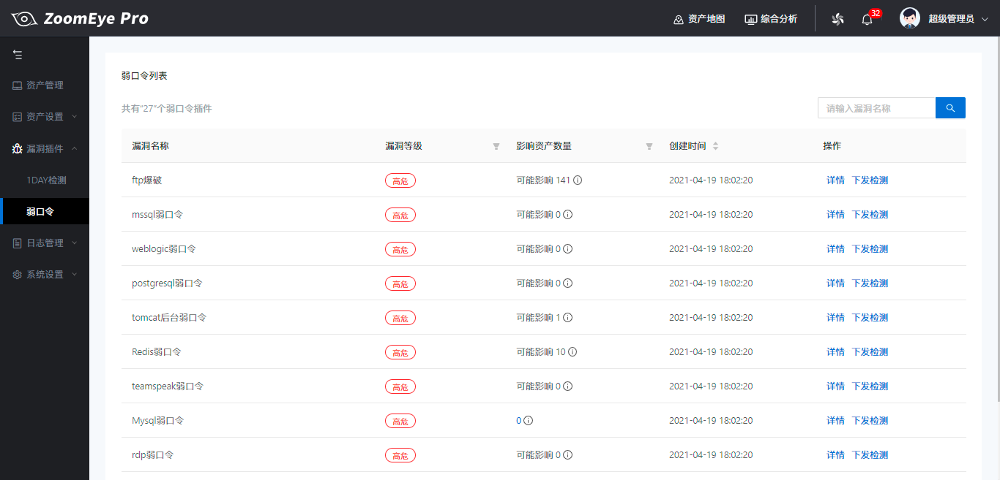 ZoomEye Pro 资产地图 综合分析 32 超级管理员
资产管理
资产设置
漏洞插件
1DAY检测
弱口令
日志管理
系统设置
弱口令列表
共有“27”个弱口令插件 请输入漏洞名称
漏洞名称 漏洞等级 影响资产数量 创建时间 操作
ftp爆破 高危 可能影响 141 2021-04-19 18:02:20 详情 下发检测
mssql弱口令 高危 可能影响 0 2021-04-19 18:02:20 详情 下发检测
weblogic弱口令 高危 可能影响 0 2021-04-19 18:02:20 详情 下发检测
postgresql弱口令 高危 可能影响 0 2021-04-19 18:02:20 详情 下发检测
tomcat后台弱口令 高危 可能影响 1 2021-04-19 18:02:20 详情 下发检测
Redis弱口令 高危 可能影响 10 2021-04-19 18:02:20 详情 下发检测
teamspeak弱口令 高危 可能影响 0 2021-04-19 18:02:20 详情 下发检测
Mysql弱口令 高危 0 2021-04-19 18:02:20 详情 下发检测
rdp弱口令 高危 可能影响 0 2021-04-19 18:02:20 详情 下发检测